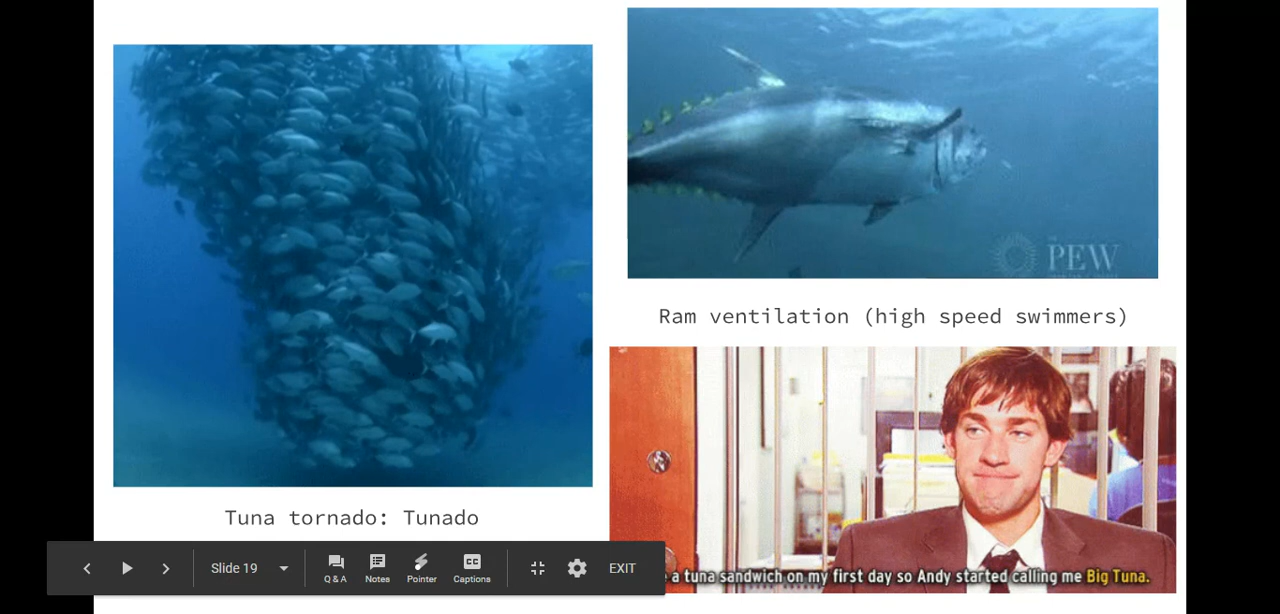 PEW
Ram ventilation (high speed swimmers)
Tuna tornado: Tunado
a tuna sandwich on my first day so Andy started calling me Big Tuna.
Slide 19
Q & A
Notes
Pointer
CC
Captions
EXIT